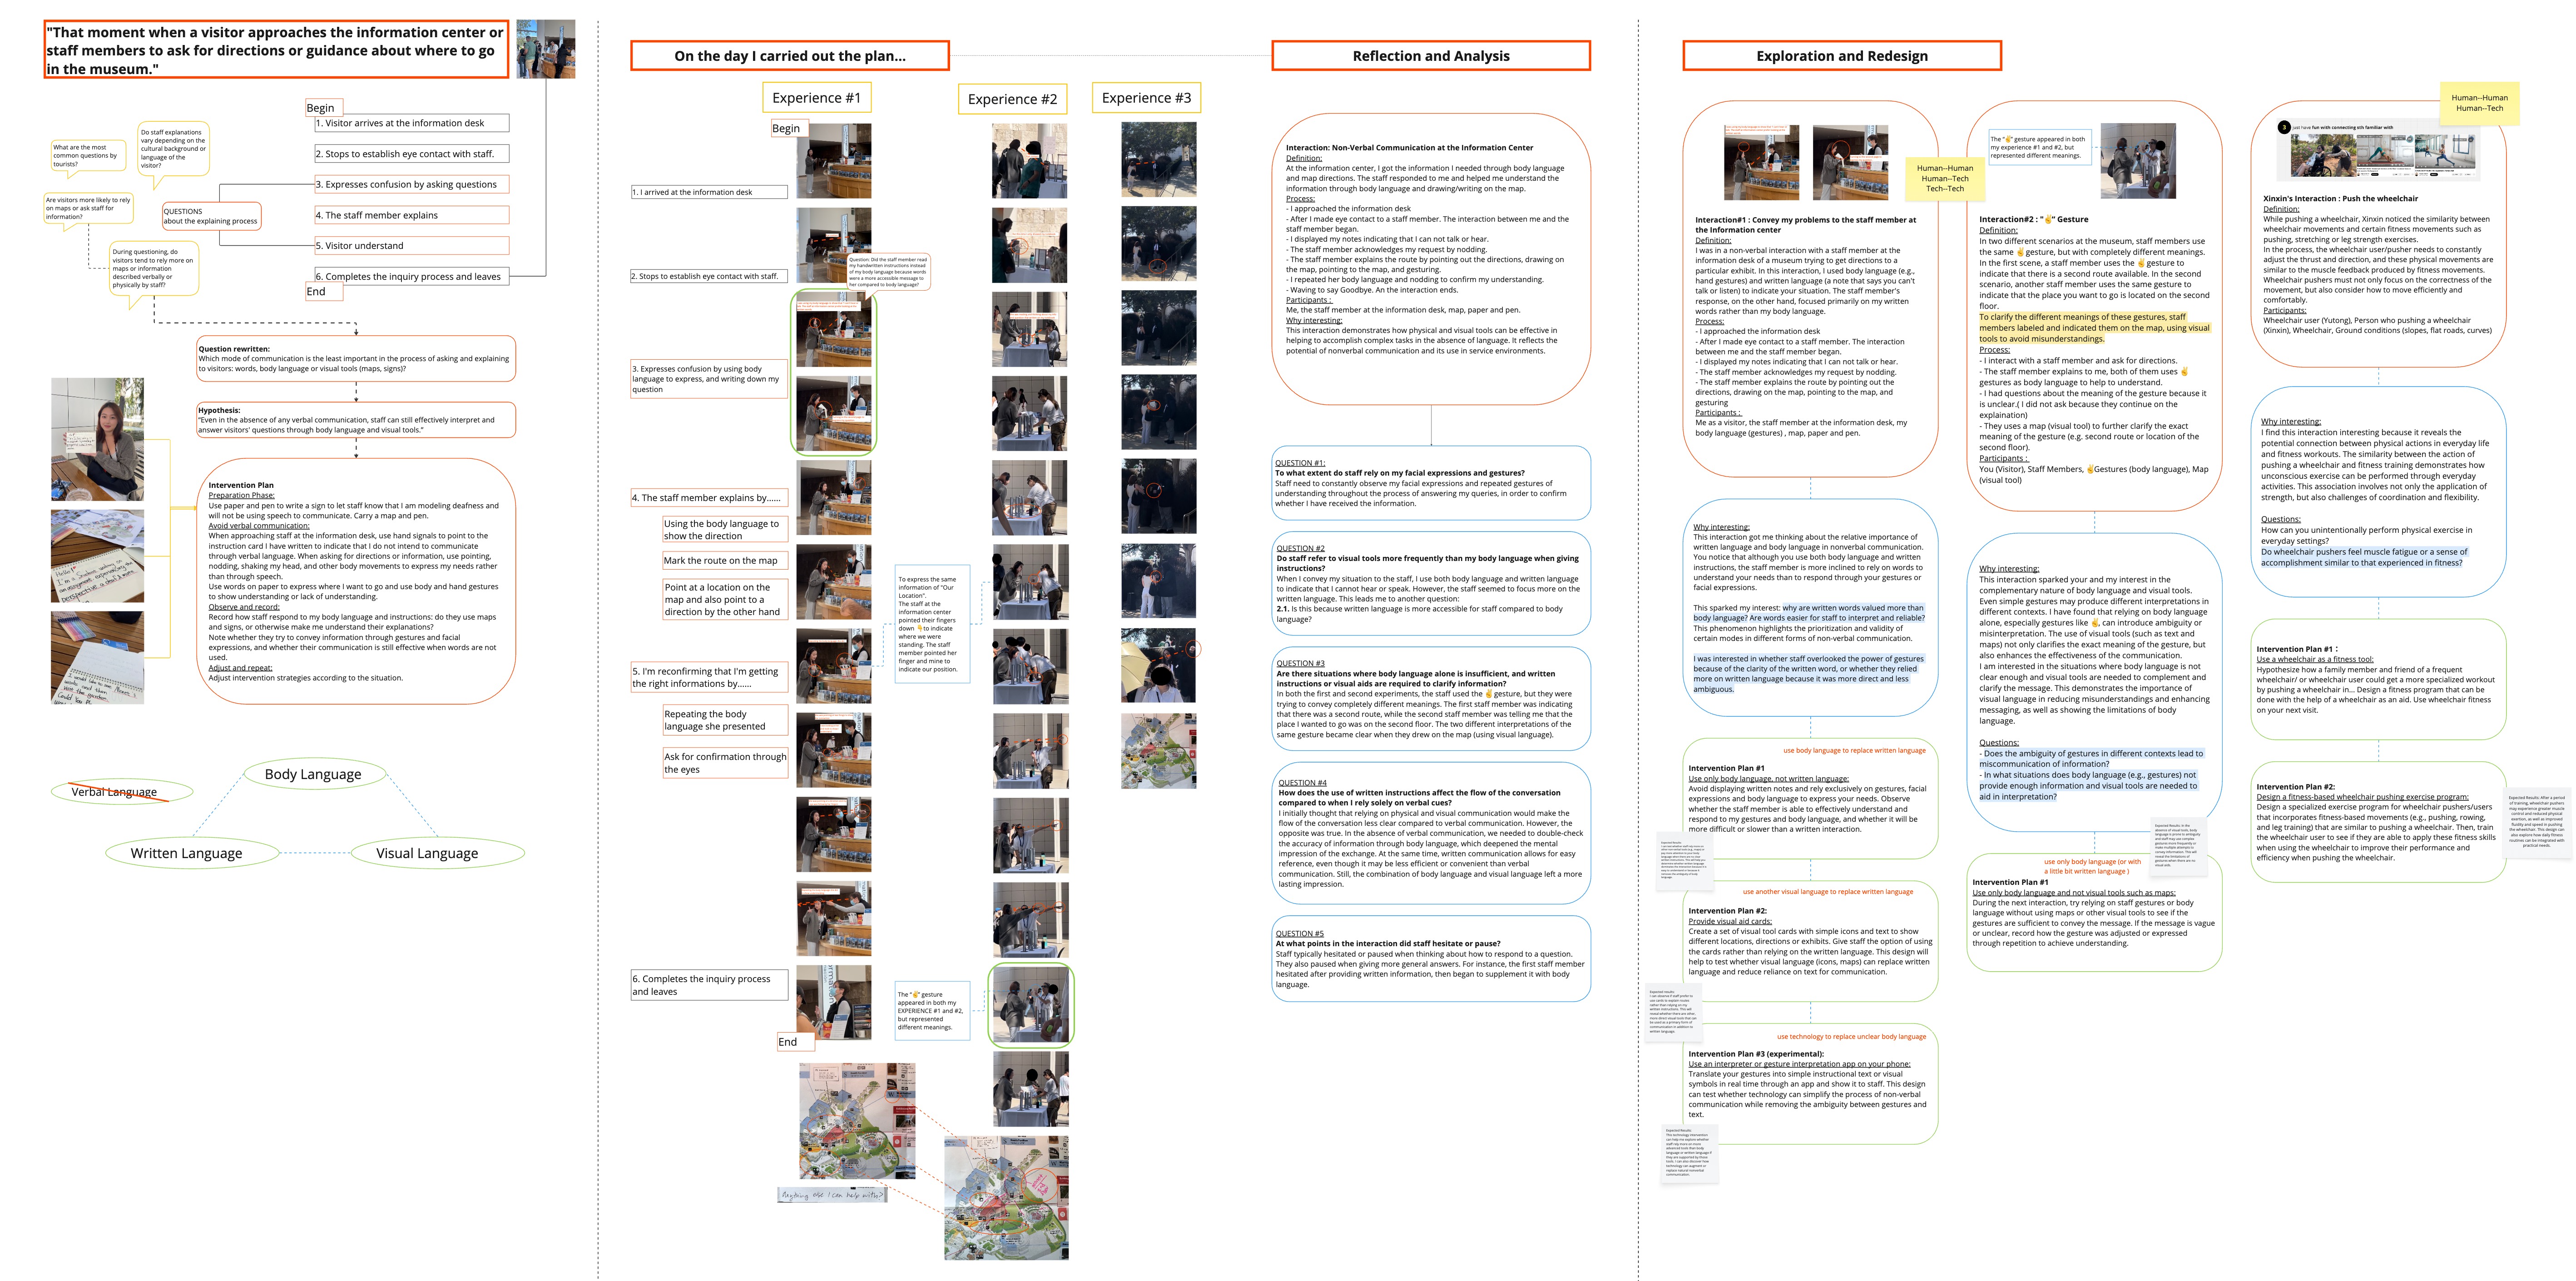 "That moment when a visitor approaches the information center or
staff members to ask for directions or guidance about where to go
in the museum."
Begin
1. Visitor arrives at the information desk
2. Stops to establish eye contact with staff.
3. Expresses confusion by asking questions
4. The staff member explains
5. Visitor understand
6. Completes the inquiry process and leaves
End
What are the most
common questions by
tourists?
Do staff explanations
vary depending on the
cultural background or
language of the
visitor?
Are visitors more likely to rely
on maps or ask staff for
information?
QUESTIONS
about the explaining process
During questioning, do
visitors tend to rely more on
maps or information
described verbally or
physically by staff?
Question rewritten:
Which mode of communication is the least important in the process of asking and explaining
to visitors: words, body language or visual tools (maps, signs)?
Hypothesis:
"Even in the absence of any verbal communication, staff can still effectively interpret and
answer visitors' questions through body language and visual tools."
Intervention Plan
Preparation Phase:
Use paper and pen to write a sign to let staff know that I am modeling deafness and
will not be using speech to communicate. Carry a map and pen.
Avoid verbal communication:
When approaching staff at the information desk, use hand signals to point to the
instruction card I have written to indicate that I do not intend to communicate
through verbal language. When asking for directions or information, use pointing,
nodding, shaking my head, and other body movements to express my needs rather
than through speech.
Use words on paper to express where I want to go and use body and hand gestures
to show understanding or lack of understanding.
Observe and record:
Record how staff respond to my body language and instructions: do they use maps
and signs, or otherwise make me understand their explanations?
Note whether they try to convey information through gestures and facial
expressions, and whether their communication is still effective when words are not
used.
Adjust and repeat:
Adjust intervention strategies according to the situation.
Body Language
Verbal Language
Written Language
Visual Language
On the day I carried out the plan...
Experience #1
Experience #2
Experience #3
Begin
1. I arrived at the information desk
2. Stops to establish eye contact with staff.
Question: Did the staff member read
my handwritten instructions instead
of my body language because words
were a more accessible message to
her compared to body language?
3. Expresses confusion by using body
language to express, and writing down my
question
4. The staff member explains by......
Using the body language to
show the direction
Mark the route on the map
Point at a location on the
map and also point to a
direction by the other hand
To express the same
information of "Our
Location".
The staff at the
information center
pointed their fingers
down 👇to indicate
where we were
standing. The staff
member pointed her
finger and mine to
indicate our position.
5. I'm reconfirming that I'm getting
the right informations by......
Repeating the body
language she presented
Ask for confirmation through
the eyes
6. Completes the inquiry process
and leaves
The "✌️" gesture
appeared in both my
EXPERIENCE #1 and #2,
but represented
different meanings.
End
Anything else I can help with?
Reflection and Analysis
Interaction: Non-Verbal Communication at the Information Center
Definition:
At the information center, I got the information I needed through body language
and map directions. The staff responded to me and helped me understand the
information through body language and drawing/writing on the map.
Process:
- I approached the information desk
- After I made eye contact to a staff member. The interaction between me and the
staff member began.
- I displayed my notes indicating that I can not talk or hear.
- The staff member acknowledges my request by nodding.
- The staff member explains the route by pointing out the directions, drawing on
the map, pointing to the map, and gesturing.
- I repeated her body language and nodding to confirm my understanding.
- Waving to say Goodbye. An the interaction ends.
Participants :
Me, the staff member at the information desk, map, paper and pen.
Why interesting:
This interaction demonstrates how physical and visual tools can be effective in
helping to accomplish complex tasks in the absence of language. It reflects the
potential of nonverbal communication and its use in service environments.
QUESTION #1:
To what extent do staff rely on my facial expressions and gestures?
Staff need to constantly observe my facial expressions and repeated gestures of
understanding throughout the process of answering my queries, in order to confirm
whether I have received the information.
QUESTION #2
Do staff refer to visual tools more frequently than my body language when giving
instructions?
When I convey my situation to the staff, I use both body language and written language
to indicate that I cannot hear or speak. However, the staff seemed to focus more on the
written language. This leads me to another question:
2.1. Is this because written language is more accessible for staff compared to body
language?
QUESTION #3
Are there situations where body language alone is insufficient, and written
instructions or visual aids are required to clarify information?
In both the first and second experiments, the staff used the ✌️ gesture, but they were
trying to convey completely different meanings. The first staff member was indicating
that there was a second route, while the second staff member was telling me that the
place I wanted to go was on the second floor. The two different interpretations of the
same gesture became clear when they drew on the map (using visual language).
QUESTION #4
How does the use of written instructions affect the flow of the conversation
compared to when I rely solely on verbal cues?
I initially thought that relying on physical and visual communication would make the
flow of the conversation less clear compared to verbal communication. However, the
opposite was true. In the absence of verbal communication, we needed to double-check
the accuracy of information through body language, which deepened the mental
impression of the exchange. At the same time, written communication allows for easy
reference, even though it may be less efficient or convenient than verbal
communication. Still, the combination of body language and visual language left a more
lasting impression.
QUESTION #5
At what points in the interaction did staff hesitate or pause?
Staff typically hesitated or paused when thinking about how to respond to a question.
They also paused when giving more general answers. For instance, the first staff member
hesitated after providing written information, then began to supplement it with body
language.
Exploration and Redesign
Human--Human
Human--Tech
Tech--Tech
Interaction#1 : Convey my problems to the staff member at
the Information center
Definition:
I was in a non-verbal interaction with a staff member at the
information desk of a museum trying to get directions to a
particular exhibit. In this interaction, I used body language (e.g.,
hand gestures) and written language (a note that says you can't
talk or listen) to indicate your situation. The staff member's
response, on the other hand, focused primarily on my written
words rather than my body language.
Process:
- I approached the information desk
- After I made eye contact to a staff member. The interaction
between me and the staff member began.
- I displayed my notes indicating that I can not talk or hear.
- The staff member acknowledges my request by nodding.
- The staff member explains the route by pointing out the
directions, drawing on the map, pointing to the map, and
gesturing
Participants :
Me as a visitor, the staff member at the information desk, my
body language (gestures) , map, paper and pen.
Why interesting:
This interaction got me thinking about the relative importance of
written language and body language in nonverbal communication.
You notice that although you use both body language and written
instructions, the staff member is more inclined to rely on words to
understand your needs than to respond through your gestures or
facial expressions.
This sparked my interest: why are written words valued more than
body language? Are words easier for staff to interpret and reliable?
This phenomenon highlights the prioritization and validity of
certain modes in different forms of non-verbal communication.
I was interested in whether staff overlooked the power of gestures
because of the clarity of the written word, or whether they relied
more on written language because it was more direct and less
ambiguous.
use body language to replace written language
Intervention Plan #1
Use only body language, not written language:
Avoid displaying written notes and rely exclusively on gestures, facial
expressions and body language to express your needs. Observe
whether the staff member is able to effectively understand and
respond to my gestures and body language, and whether it will be
more difficult or slower than a written interaction.
use another visual language to replace written language
Intervention Plan #2:
Provide visual aid cards:
Create a set of visual tool cards with simple icons and text to show
different locations, directions or exhibits. Give staff the option of using
the cards rather than relying on the written language. This design will
help to test whether visual language (icons, maps) can replace written
language and reduce reliance on text for communication.
use technology to replace unclear body language
Intervention Plan #3 (experimental):
Use an interpreter or gesture interpretation app on your phone:
Translate your gestures into simple instructional text or visual
symbols in real time through an app and show it to staff. This design
can test whether technology can simplify the process of non-verbal
communication while removing the ambiguity between gestures and
text.
The "✌️" gesture appeared in both
my experience #1 and #2, but
represented different meanings.
Interaction#2 : "✌️" Gesture
Definition:
In two different scenarios at the museum, staff members use
the same ✌️ gesture, but with completely different meanings.
In the first scene, a staff member uses the ✌️ gesture to
indicate that there is a second route available. In the second
scenario, another staff member uses the same gesture to
indicate that the place you want to go is located on the second
floor.
To clarify the different meanings of these gestures, staff
members labeled and indicated them on the map, using visual
tools to avoid misunderstandings.
Process:
- I interact with a staff member and ask for directions.
- The staff member explains to me, both of them uses ✌️
gestures as body language to help to understand.
- I had questions about the meaning of the gesture because it
is unclear.( I did not ask because they continue on the
explaination)
- They uses a map (visual tool) to further clarify the exact
meaning of the gesture (e.g. second route or location of the
second floor).
Participants :
You (Visitor), Staff Members, ✌️Gestures (body language), Map
(visual tool)
Why interesting:
This interaction sparked your and my interest in the
complementary nature of body language and visual tools.
Even simple gestures may produce different interpretations in
different contexts. I have found that relying on body language
alone, especially gestures like ✌️, can introduce ambiguity or
misinterpretation. The use of visual tools (such as text and
maps) not only clarifies the exact meaning of the gesture, but
also enhances the effectiveness of the communication.
I am interested in the situations where body language is not
clear enough and visual tools are needed to complement and
clarify the message. This demonstrates the importance of
visual language in reducing misunderstandings and enhancing
messaging, as well as showing the limitations of body
language.
Questions:
- Does the ambiguity of gestures in different contexts lead to
miscommunication of information?
- In what situations does body language (e.g., gestures) not
provide enough information and visual tools are needed to
aid in interpretation?
use only body language (or with
a little bit written language )
Intervention Plan #1
Use only body language and not visual tools such as maps:
During the next interaction, try relying on staff gestures or body
language without using maps or other visual tools to see if the
gestures are sufficient to convey the message. If the message is vague
or unclear, record how the gesture was adjusted or expressed
through repetition to achieve understanding.
Human--Human
Human--Tech
3
just have fun with connecting sth familiar with
Xinxin's Interaction : Push the wheelchair
Definition:
While pushing a wheelchair, Xinxin noticed the similarity between
wheelchair movements and certain fitness movements such as
pushing, stretching or leg strength exercises.
In the process, the wheelchair user/pusher needs to constantly
adjust the thrust and direction, and these physical movements are
similar to the muscle feedback produced by fitness movements.
Wheelchair pushers must not only focus on the correctness of the
movement, but also consider how to move efficiently and
comfortably.
Participants:
Wheelchair user (Yutong), Person who pushing a wheelchair
(Xinxin), Wheelchair, Ground conditions (slopes, flat roads, curves)
Why interesting:
I find this interaction interesting because it reveals the
potential connection between physical actions in everyday life
and fitness workouts. The similarity between the action of
pushing a wheelchair and fitness training demonstrates how
unconscious exercise can be performed through everyday
activities. This association involves not only the application of
strength, but also challenges of coordination and flexibility.
Questions:
How can you unintentionally perform physical exercise in
everyday settings?
Do wheelchair pushers feel muscle fatigue or a sense of
accomplishment similar to that experienced in fitness?
Intervention Plan #1 :
Use a wheelchair as a fitness tool:
Hypothesize how a family member and friend of a frequent
wheelchair/ or wheelchair user could get a more specialized workout
by pushing a wheelchair in... Design a fitness program that can be
done with the help of a wheelchair as an aid. Use wheelchair fitness
on your next visit.
Intervention Plan #2:
Design a fitness-based wheelchair pushing exercise program:
Design a specialized exercise program for wheelchair pushers/users
that incorporates fitness-based movements (e.g., pushing, rowing,
and leg training) that are similar to pushing a wheelchair. Then, train
the wheelchair user to see if they are able to apply these fitness skills
when using the wheelchair to improve their performance and
efficiency when pushing the wheelchair.
Expected Results: After a period
of training, wheelchair pushers
may experience greater muscle
control and reduced physical
exertion, as well as improved
fluidity and speed in pushing
the wheelchair. This design can
also explore how daily fitness
routines can be integrated with
practical needs.